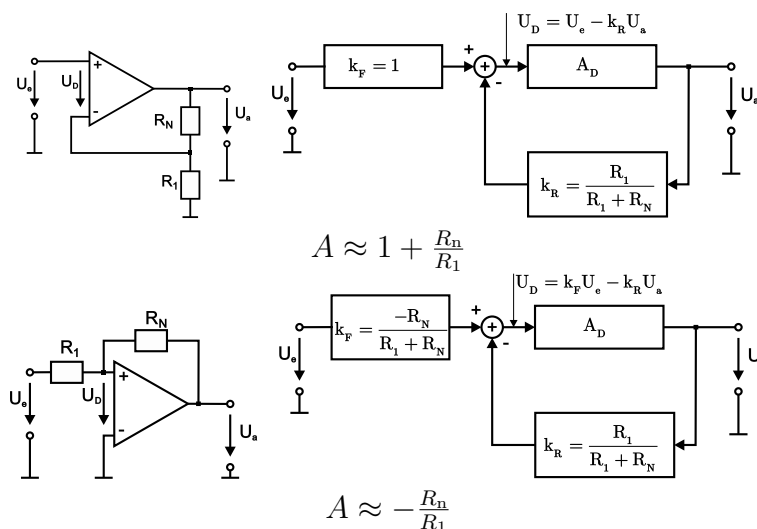 U_D = U_e − k_R U_a
+
-
U_e
U_D
R_N
R_1
U_a
U_e
k_F = 1
+
-
A_D
U_a
k_R = R_1 / (R_1 + R_N)
A ≈ 1 + R_n / R_1
U_D = k_F U_e − k_R U_a
R_N
R_1
+
-
U_e
U_D
U_a
U_e
k_F = -R_N / (R_1 + R_N)
+
-
A_D
U
k_R = R_1 / (R_1 + R_N)
A ≈ − R_n / R_1